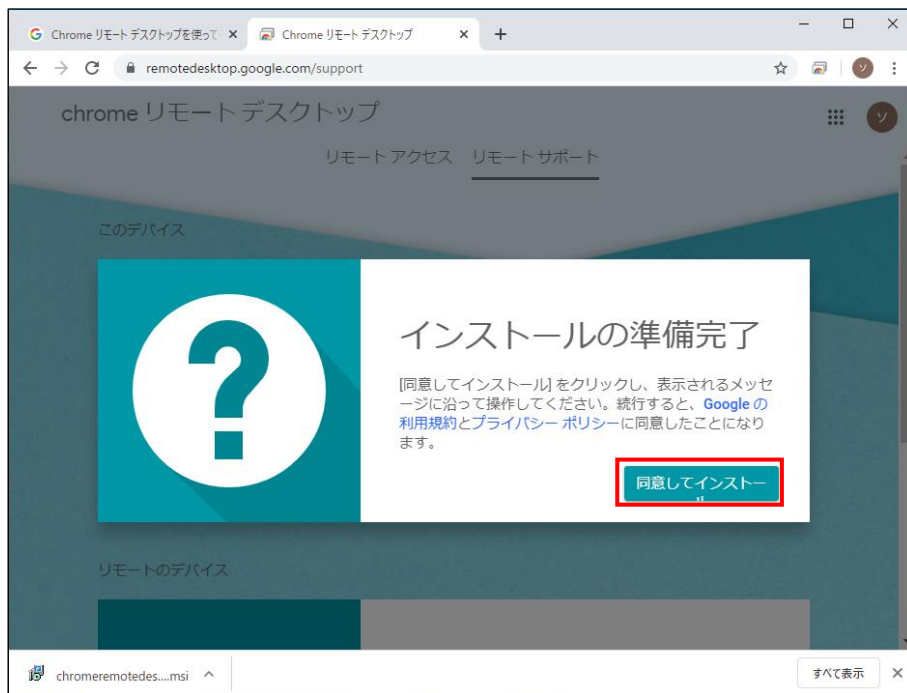 Chrome リモート デスクトップを使って
Chrome リモート デスクトップ
remotedesktop.google.com/support
ツ
chrome リモート デスクトップ
ツ
リモート アクセス リモート サポート
このデバイス
インストールの準備完了
[同意してインストール] をクリックし、表示されるメッセ
ージに沿って操作してください。続行すると、Google の
利用規約とプライバシー ポリシーに同意したことになり
ます。
同意してインストー
ル
リモートのデバイス
chromeremotedes....msi
すべて表示